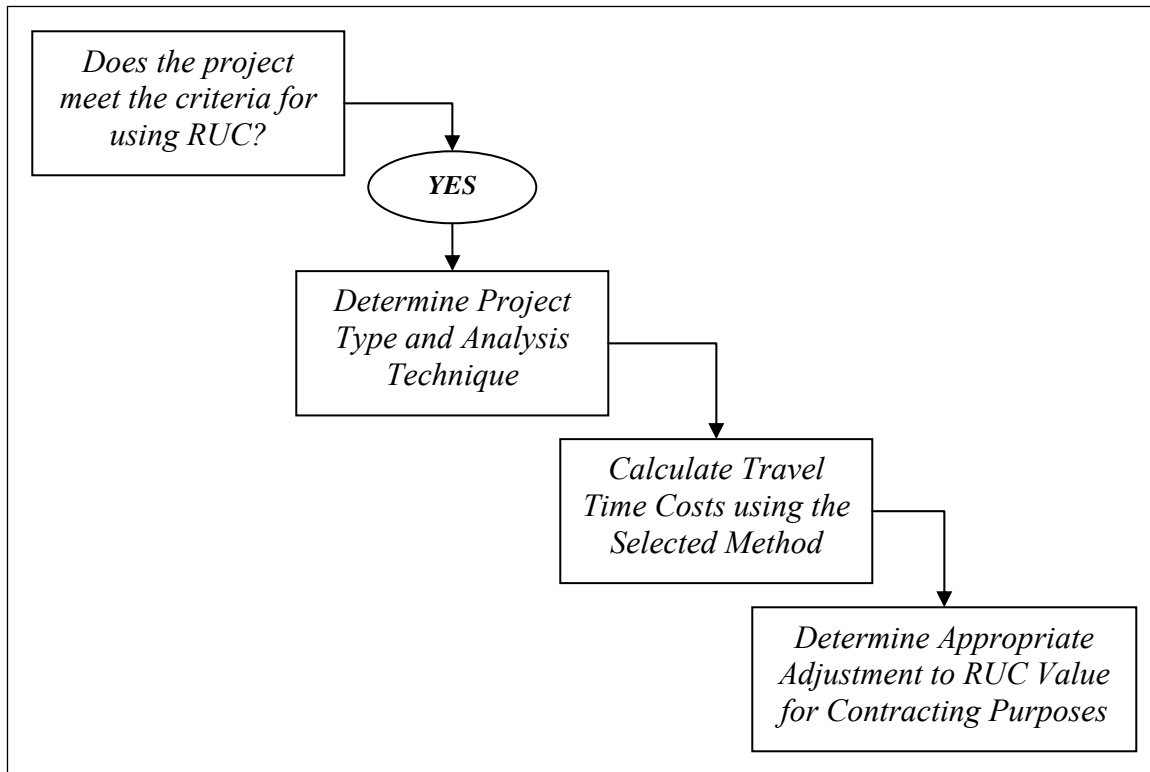 Does the project
meet the criteria for
using RUC?
YES
Determine Project
Type and Analysis
Technique
Calculate Travel
Time Costs using the
Selected Method
Determine Appropriate
Adjustment to RUC Value
for Contracting Purposes